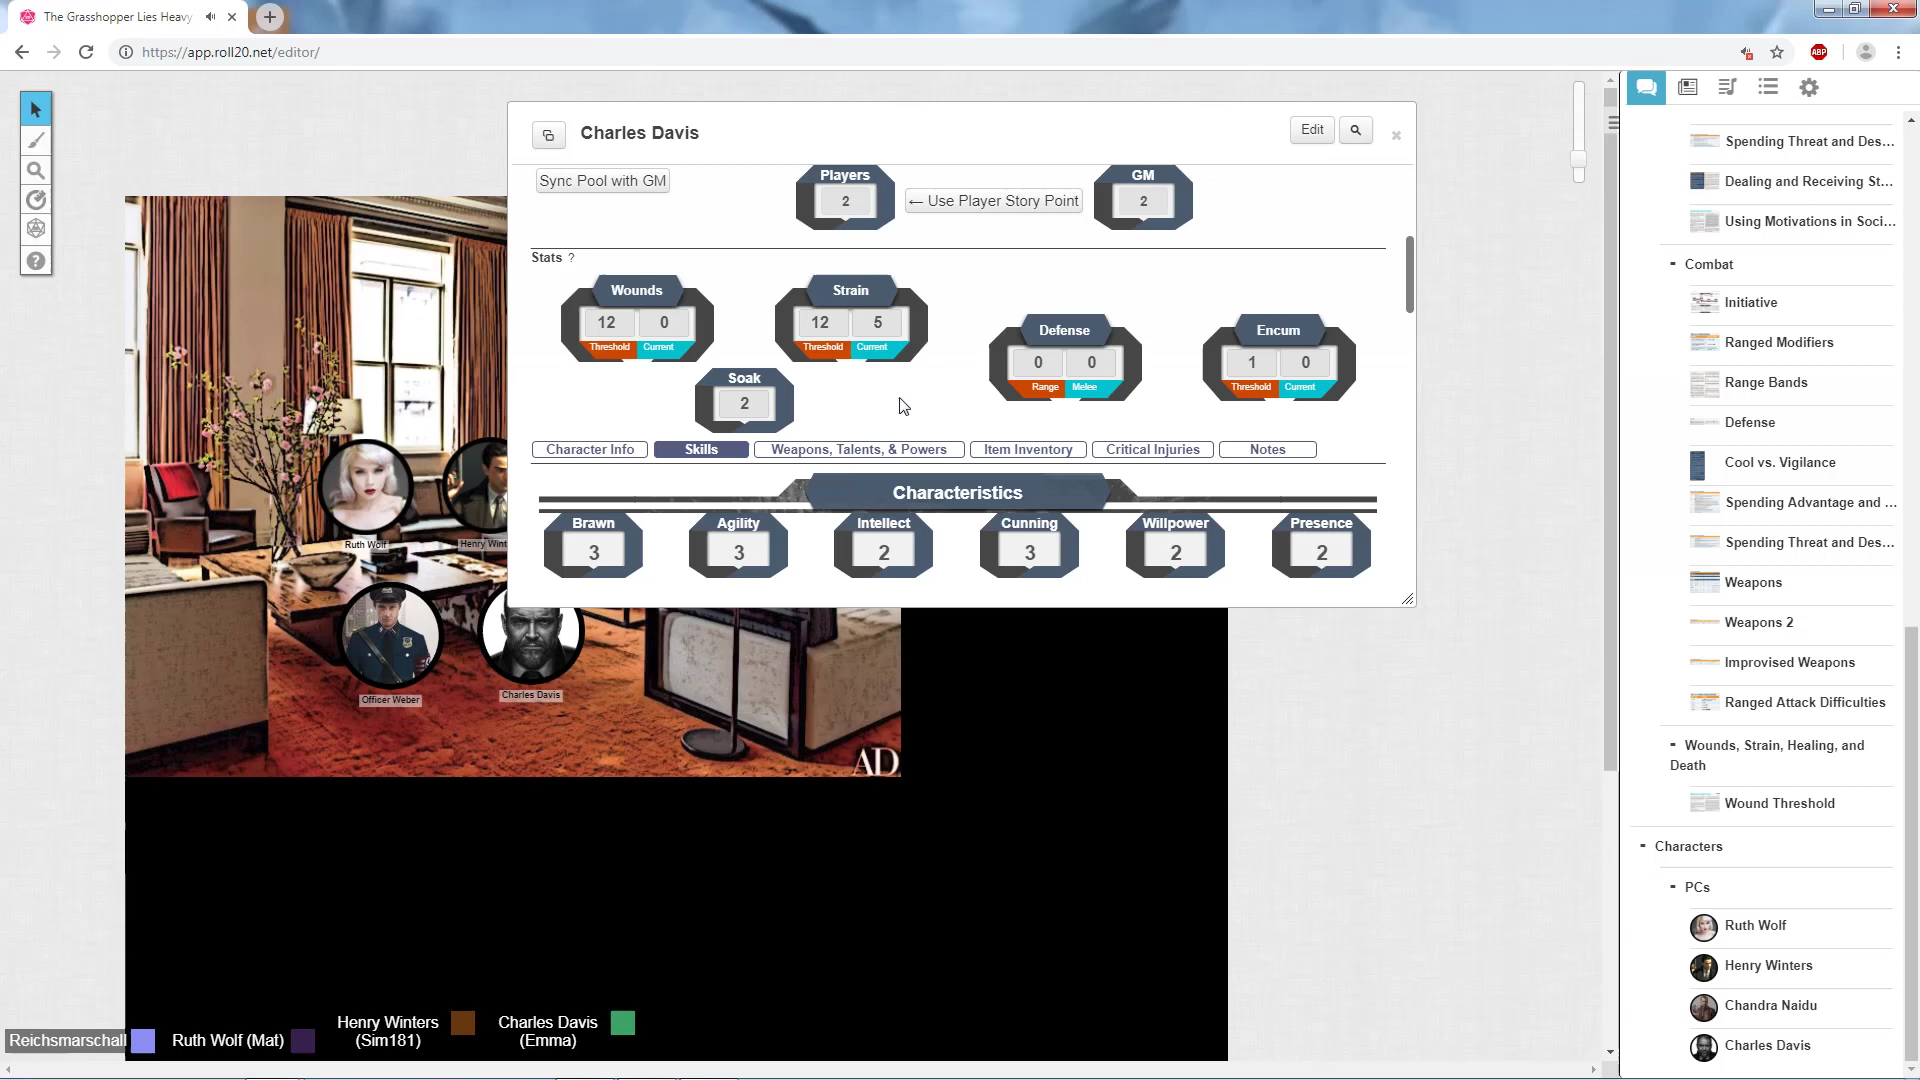 The Grasshopper Lies Heavy
https://app.roll20.net/editor/
ABP
Charles Davis
Edit
Sync Pool with GM
Players
2
← Use Player Story Point
GM
2
Stats ?
Wounds
12 0
Threshold Current
Strain
12 5
Threshold Current
Defense
0 0
Range Melee
Encum
1 0
Threshold Current
Soak
2
Character Info
Skills
Weapons, Talents, & Powers
Item Inventory
Critical Injuries
Notes
Characteristics
Brawn Agility Intellect Cunning Willpower Presence
3 3 2 3 2 2
Ruth Wolf
Henry Wint
Officer Weber
Charles Davis
AD
Reichsmarschall
Ruth Wolf (Mat)
Henry Winters
(Sim181)
Charles Davis
(Emma)
Spending Threat and Des...
Dealing and Receiving St...
Using Motivations in Soci...
- Combat
Initiative
Ranged Modifiers
Range Bands
Defense
Cool vs. Vigilance
Spending Advantage and ...
Spending Threat and Des...
Weapons
Weapons 2
Improvised Weapons
Ranged Attack Difficulties
- Wounds, Strain, Healing, and
Death
Wound Threshold
- Characters
- PCs
Ruth Wolf
Henry Winters
Chandra Naidu
Charles Davis